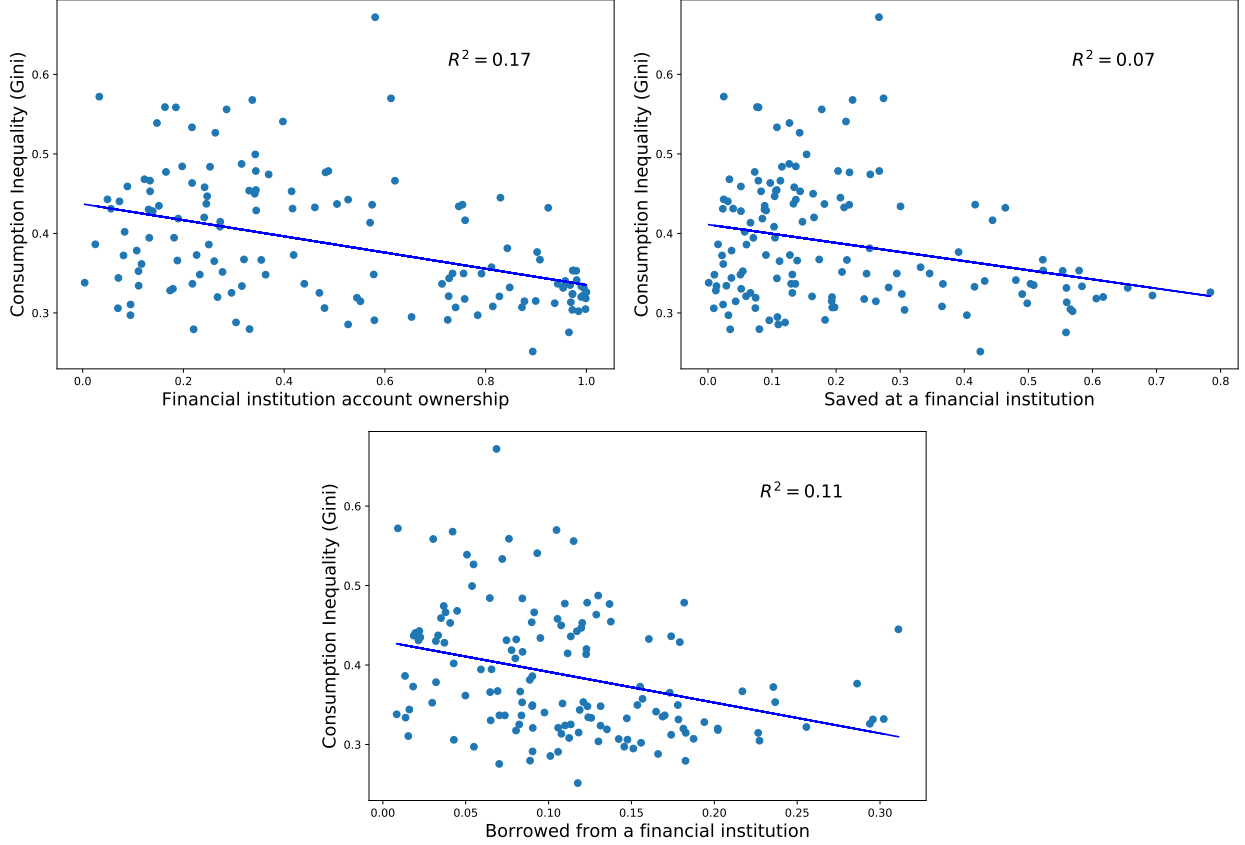 Consumption Inequality (Gini)
0.6
0.5
0.4
0.3
R² = 0.17
0.0 0.2 0.4 0.6 0.8 1.0
Financial institution account ownership
Consumption Inequality (Gini)
0.6
0.5
0.4
0.3
R² = 0.07
0.0 0.1 0.2 0.3 0.4 0.5 0.6 0.7 0.8
Saved at a financial institution
Consumption Inequality (Gini)
0.6
0.5
0.4
0.3
R² = 0.11
0.00 0.05 0.10 0.15 0.20 0.25 0.30
Borrowed from a financial institution